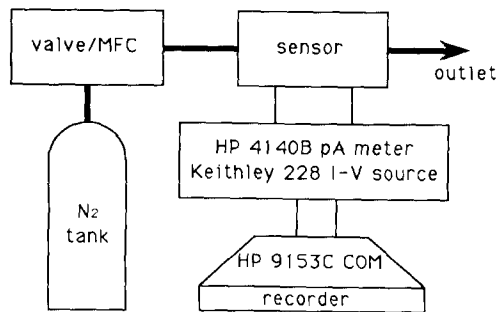 valve/MFC
sensor
outlet
HP 4140B pA meter
Keithley 228 I-V source
N2
tank
HP 9153C COM
recorder